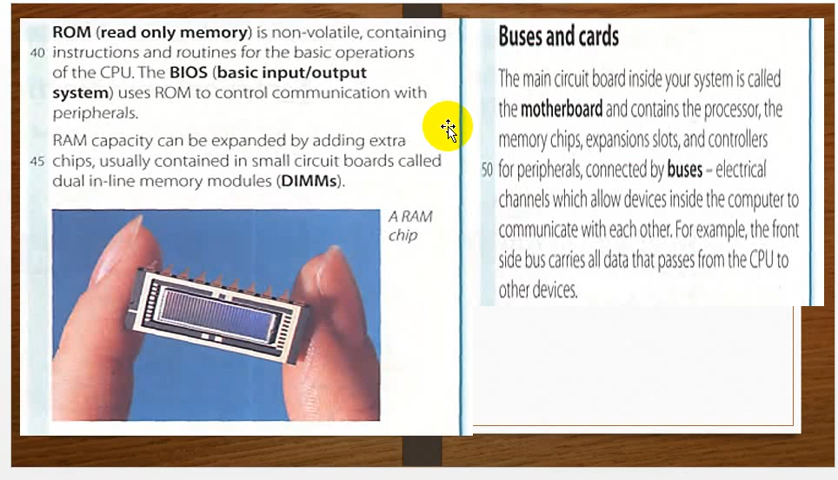 ROM (read only memory) is non-volatile, containing
40 instructions and routines for the basic operations
of the CPU. The BIOS (basic input/output
system) uses ROM to control communication with
peripherals.
RAM capacity can be expanded by adding extra
45 chips, usually contained in small circuit boards called
dual in-line memory modules (DIMMs).
A RAM
chip
Buses and cards
The main circuit board inside your system is called
the motherboard and contains the processor, the
memory chips, expansions slots, and controllers
50 for peripherals, connected by buses – electrical
channels which allow devices inside the computer to
communicate with each other. For example, the front
side bus carries all data that passes from the CPU to
other devices.